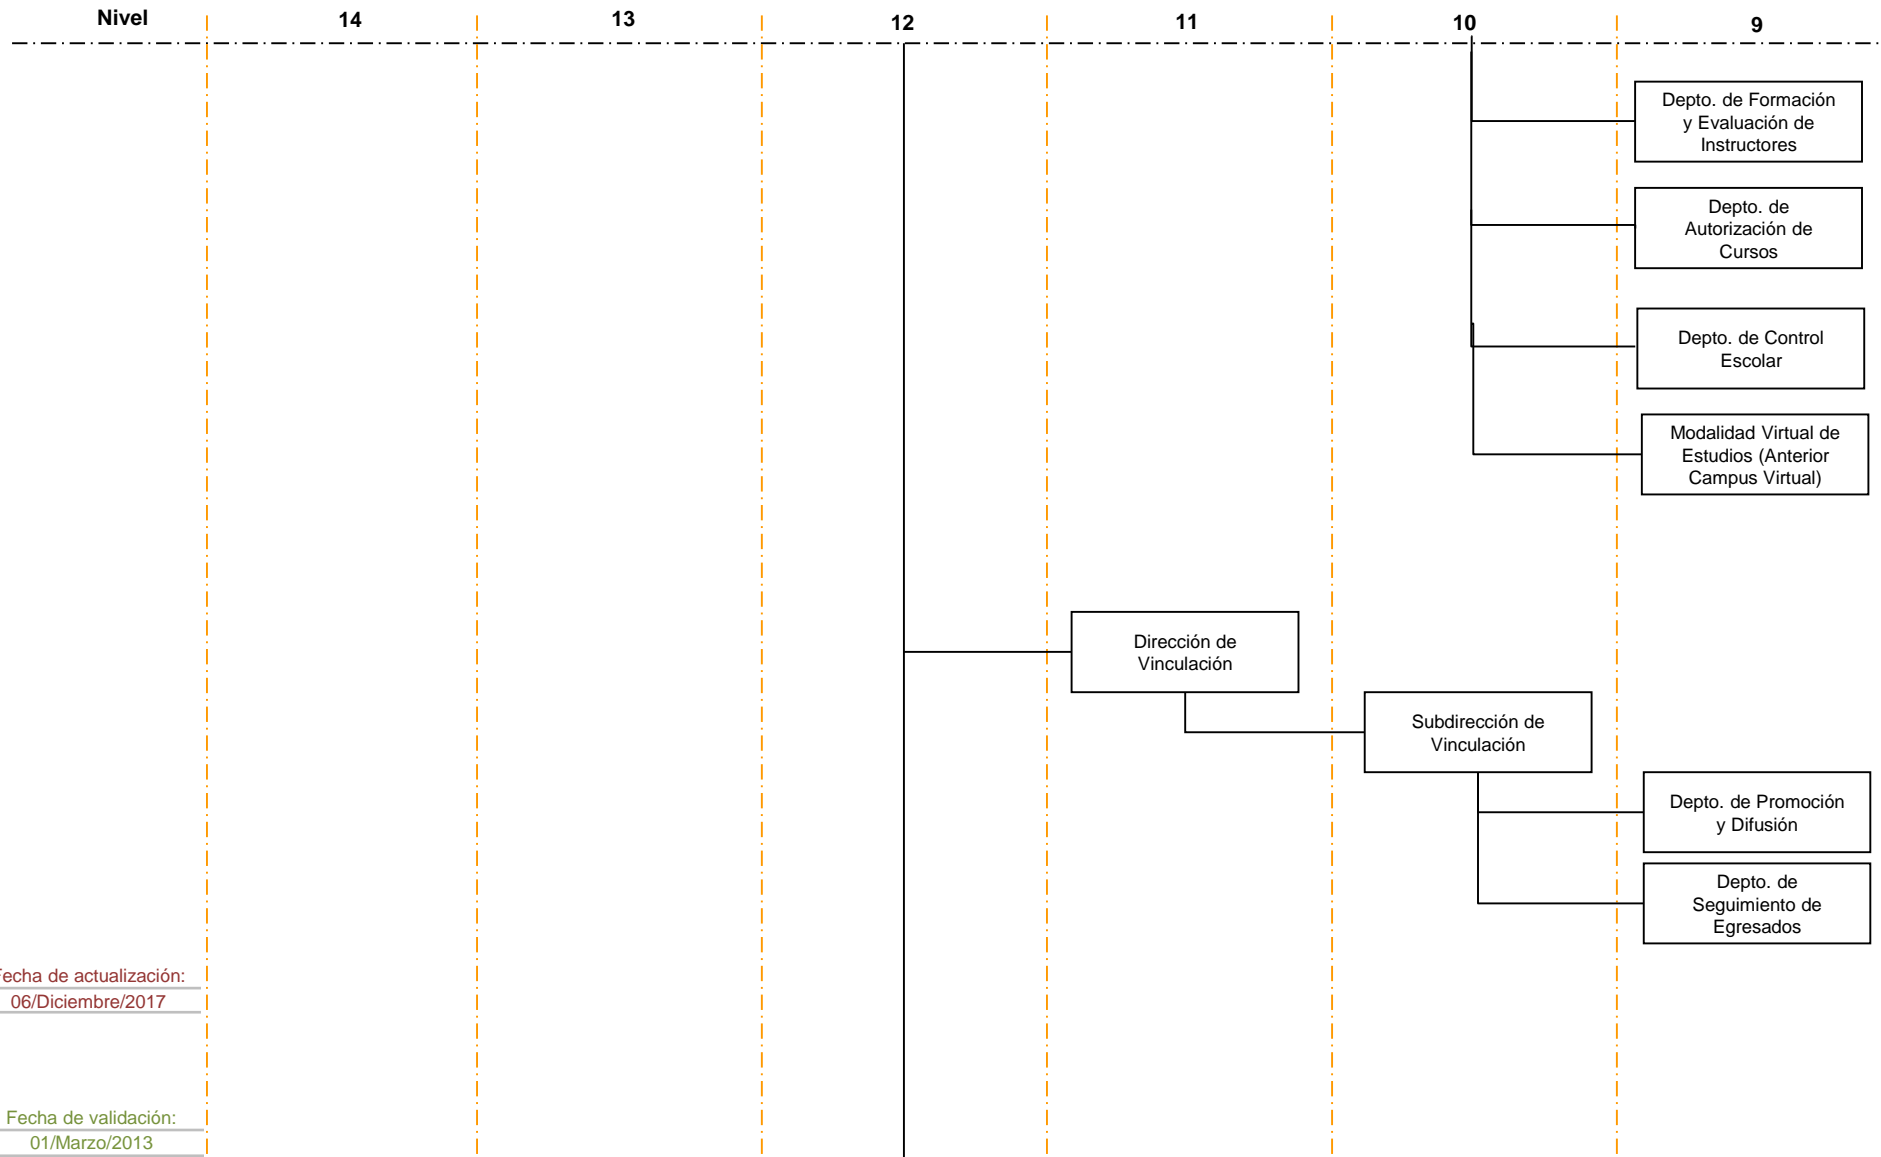 Nivel 14 13 12 11 10 9
Depto. de Formación
y Evaluación de
Instructores
Depto. de
Autorización de
Cursos
Depto. de Control
Escolar
Modalidad Virtual de
Estudios (Anterior
Campus Virtual)
Dirección de
Vinculación
Subdirección de
Vinculación
Depto. de Promoción
y Difusión
Depto. de
Seguimiento de
Egresados
Fecha de actualización:
06/Diciembre/2017
Fecha de validación:
01/Marzo/2013